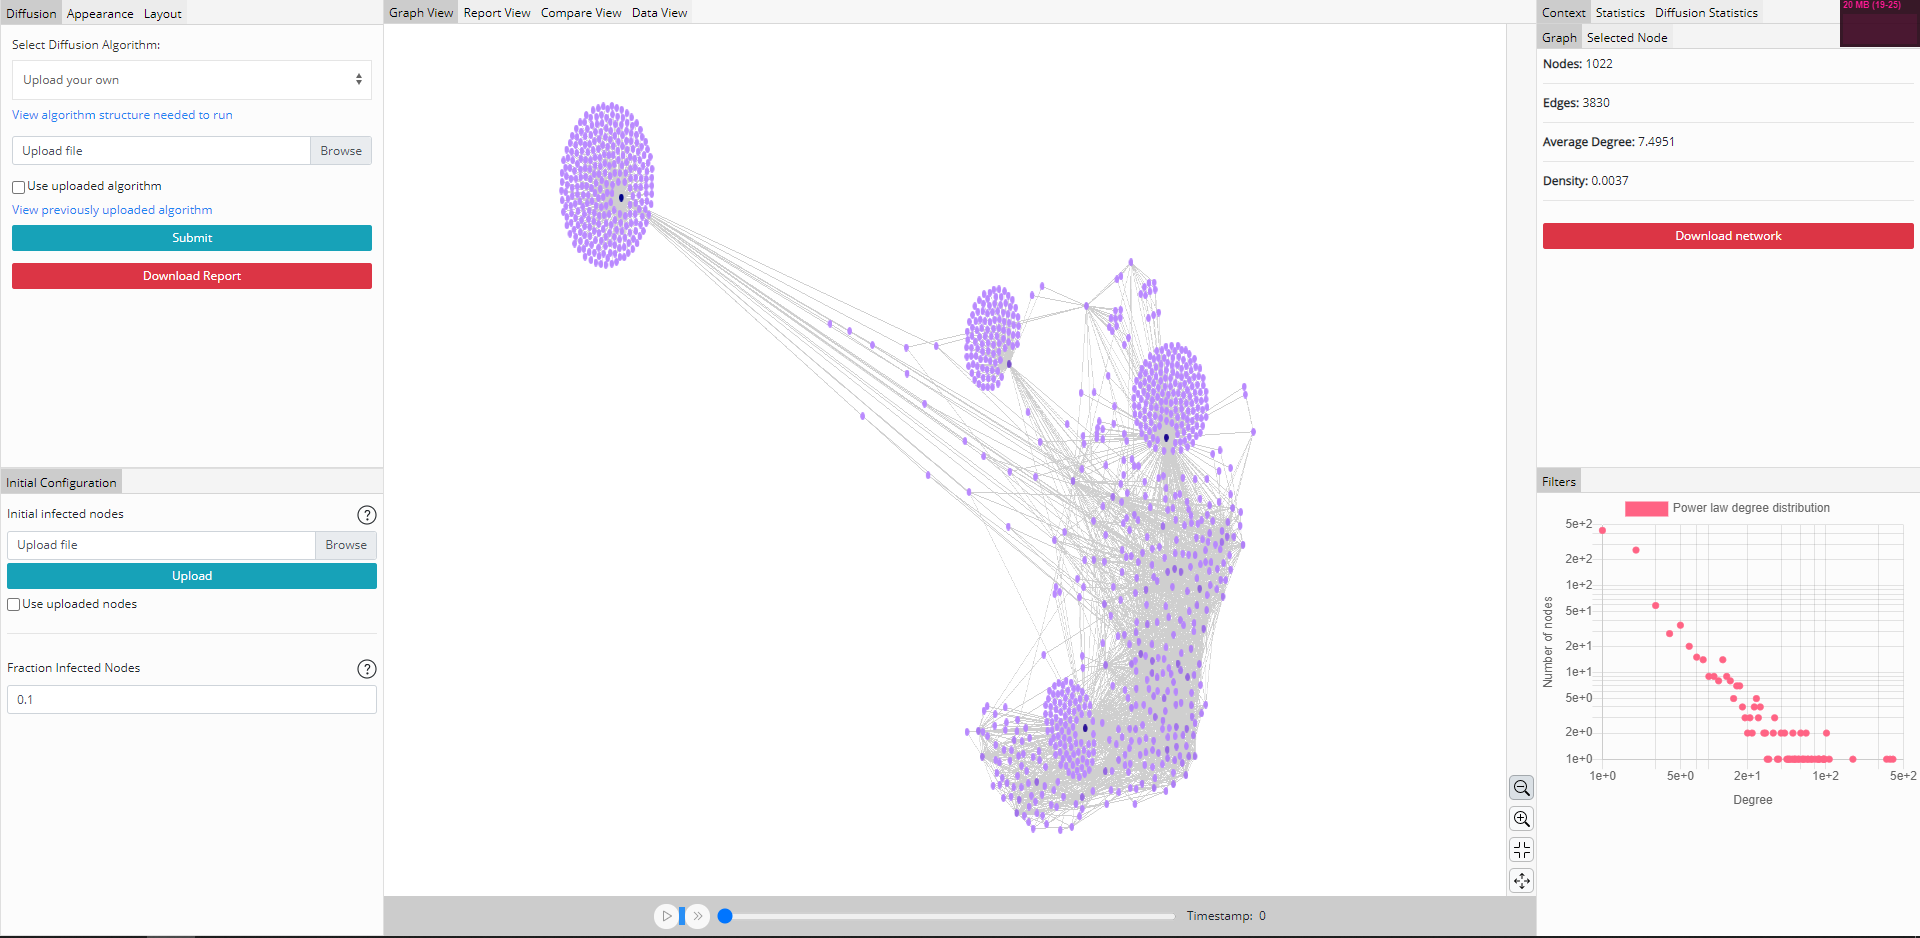 Diffusion Appearance Layout
Select Diffusion Algorithm:
Upload your own
View algorithm structure needed to run
Upload file Browse
Use uploaded algorithm
View previously uploaded algorithm
Submit
Download Report
Initial Configuration
Initial infected nodes ?
Upload file Browse
Upload
Use uploaded nodes
Fraction Infected Nodes ?
0.1
Graph View Report View Compare View Data View
Timestamp: 0
Context Statistics Diffusion Statistics
20 MB (19-25)
Graph Selected Node
Nodes: 1022
Edges: 3830
Average Degree: 7.4951
Density: 0.0037
Download network
Filters
Power law degree distribution
Number of nodes
5e+2
2e+2
1e+2
5e+1
2e+1
1e+1
5e+0
2e+0
1e+0
1e+0 5e+0 2e+1 1e+2 5e+2
Degree